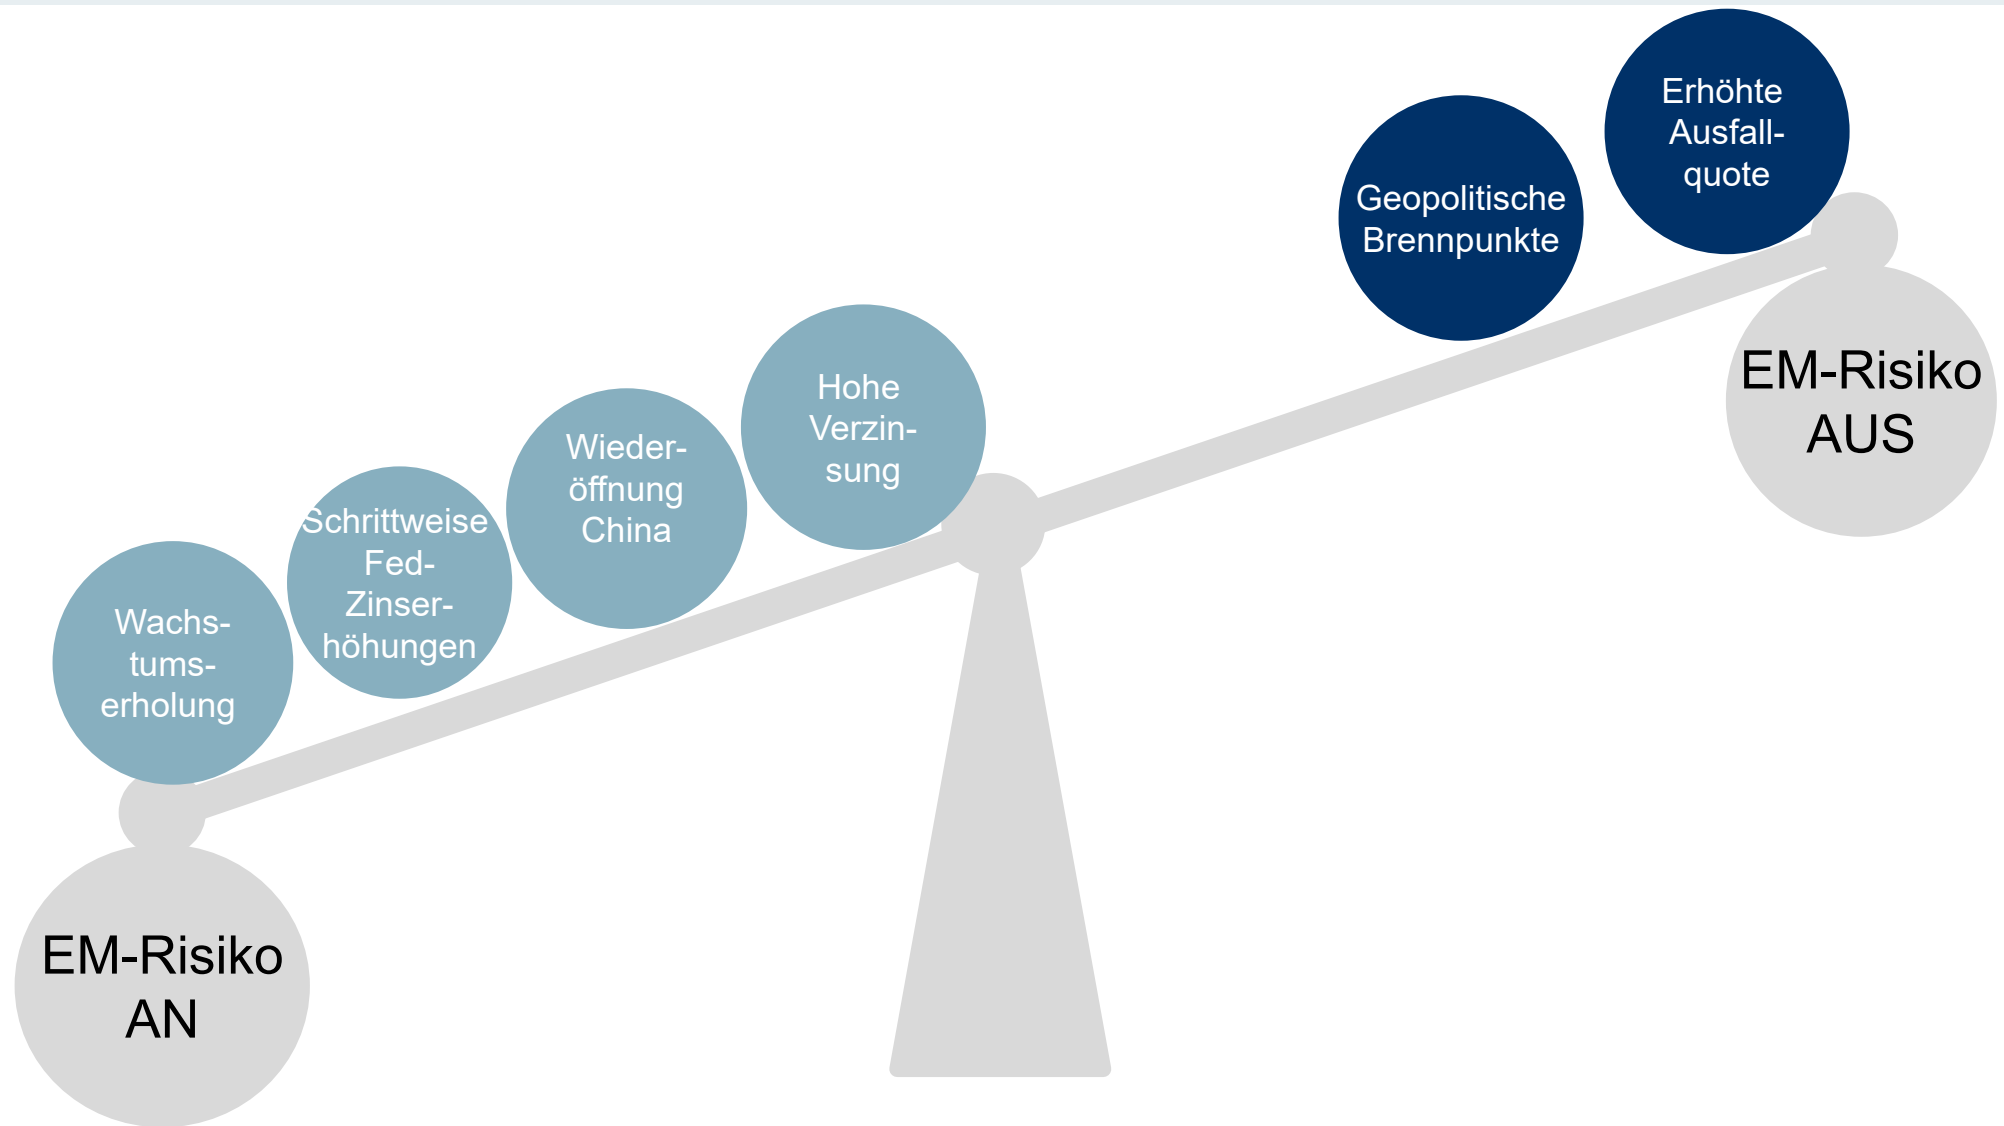 Wachs-
tums-
erholung
Schrittweise
Fed-
Zinser-
höhungen
Wieder-
öffnung
China
Hohe
Verzin-
sung
Geopolitische
Brennpunkte
Erhöhte
Ausfall-
quote
EM-Risiko
AUS
EM-Risiko
AN